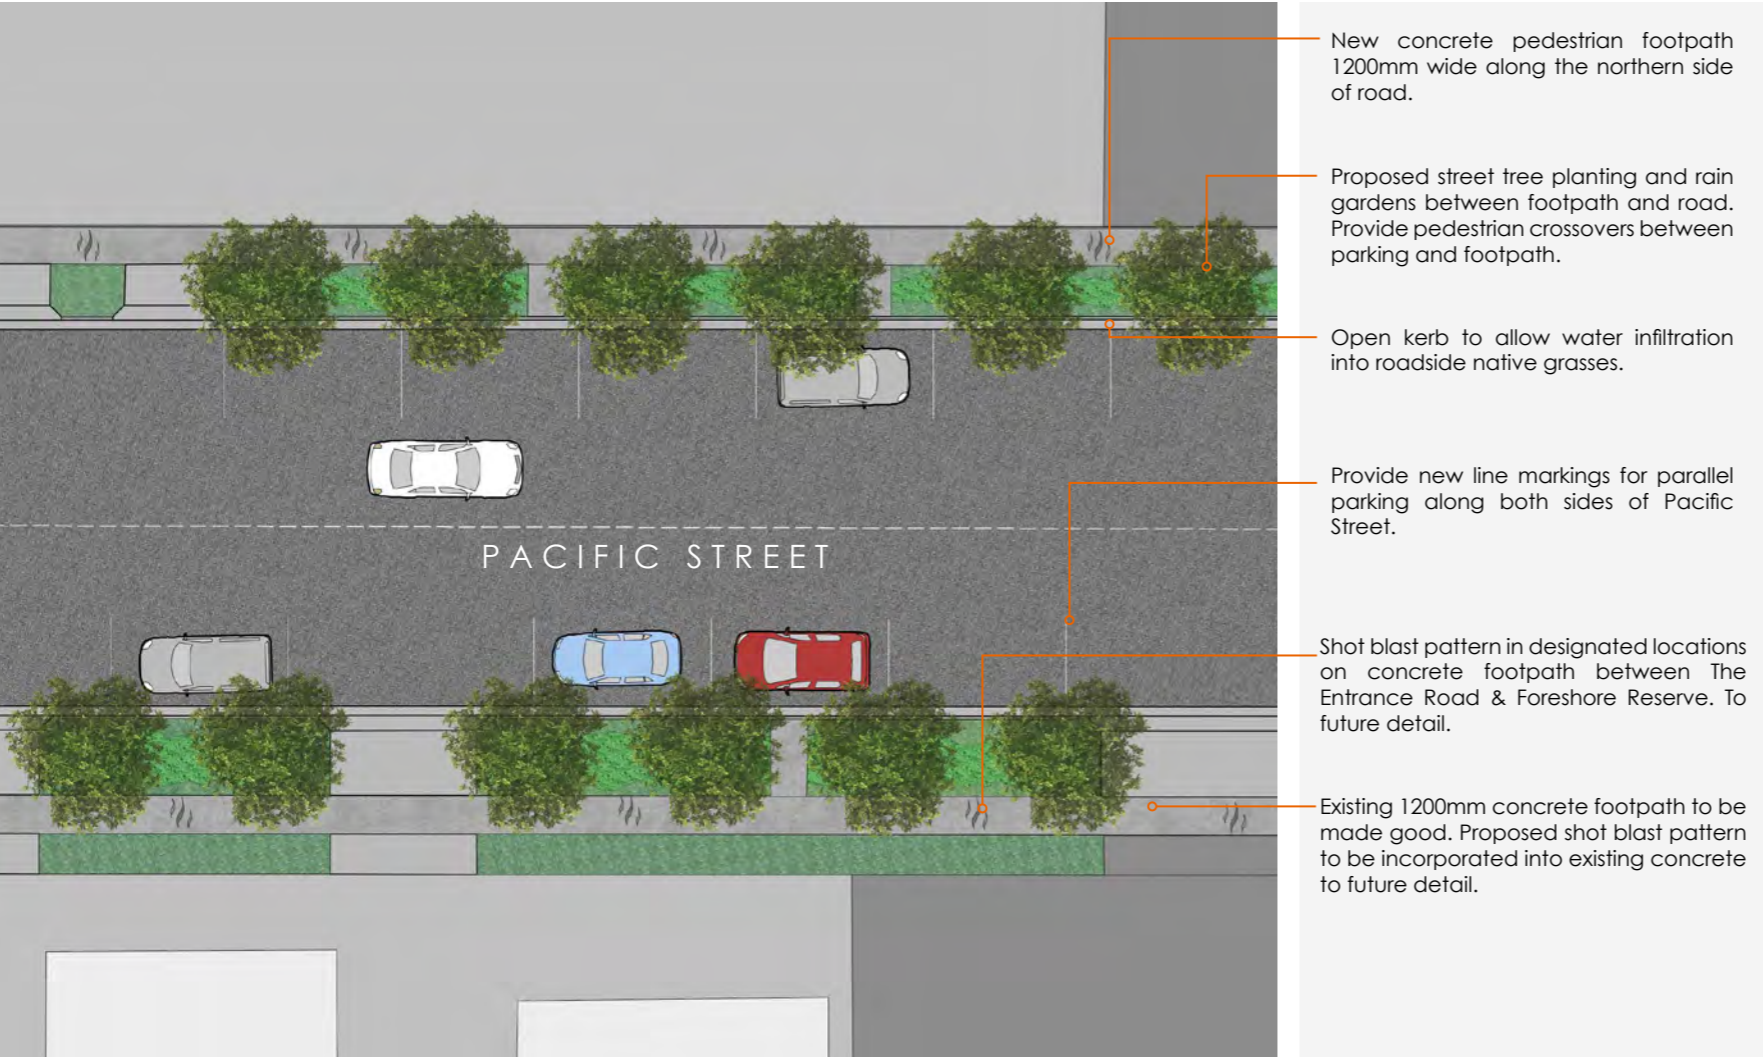 New concrete pedestrian footpath
1200mm wide along the northern side
of road.
Proposed street tree planting and rain
gardens between footpath and road.
Provide pedestrian crossovers between
parking and footpath.
Open kerb to allow water infiltration
into roadside native grasses.
Provide new line markings for parallel
parking along both sides of Pacific
Street.
PACIFIC STREET
Shot blast pattern in designated locations
on concrete footpath between The
Entrance Road & Foreshore Reserve. To
future detail.
Existing 1200mm concrete footpath to be
made good. Proposed shot blast pattern
to be incorporated into existing concrete
to future detail.